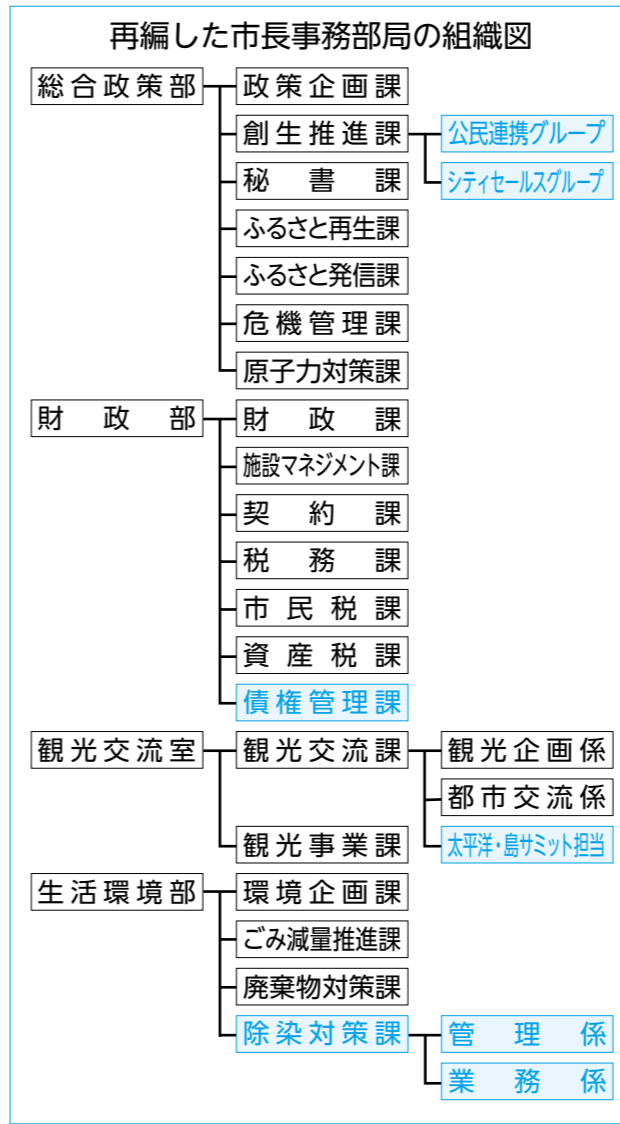 再編した市長事務部局の組織図
総合政策部 政策企画課
創生推進課 公民連携グループ
秘書課 シティセールスグループ
ふるさと再生課
ふるさと発信課
危機管理課
原子力対策課
財政部 財政課
施設マネジメント課
契約課
税務課
市民税課
資産税課
債権管理課
観光交流室 観光交流課 観光企画係
都市交流係
観光事業課 太平洋・島サミット担当
生活環境部 環境企画課
ごみ減量推進課
廃棄物対策課
除染対策課 管理係
業務係